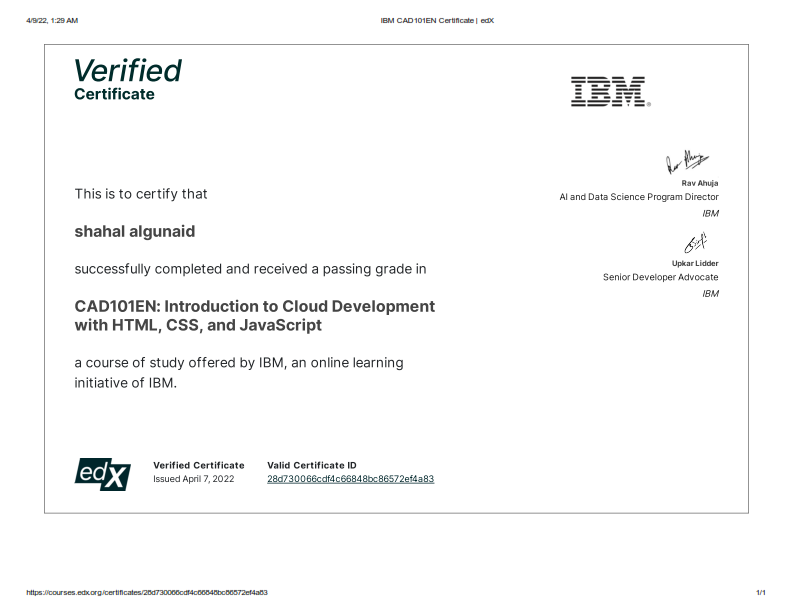 4/9/22, 1:29 AM
IBM CAD101EN Certificate | edX
Verified
Certificate
IBM
Rav Ahuja
AI and Data Science Program Director
IBM
Upkar Lidder
Senior Developer Advocate
IBM
This is to certify that
shahal algunaid
successfully completed and received a passing grade in
CAD101EN: Introduction to Cloud Development
with HTML, CSS, and JavaScript
a course of study offered by IBM, an online learning
initiative of IBM.
edX
Verified Certificate
Issued April 7, 2022
Valid Certificate ID
28d730066cdf4c66848bc86572ef4a83
https://courses.edx.org/certificates/28d730066cdf4c66848bc86572ef4a83
1/1